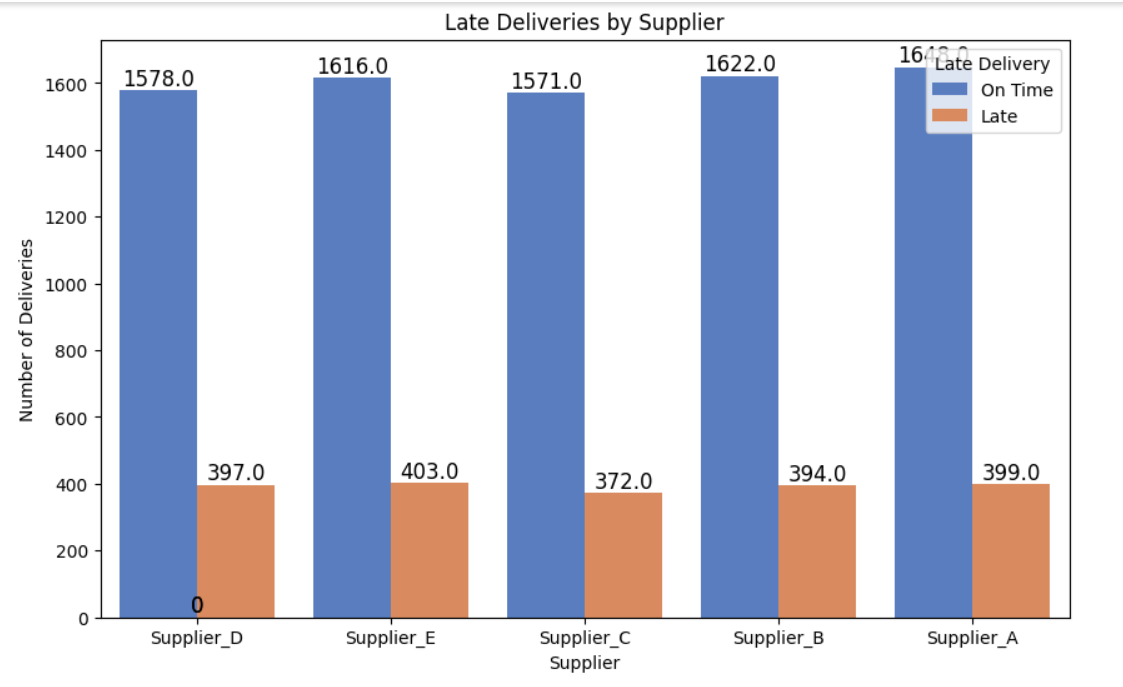 Late Deliveries by Supplier
1578.0
1616.0
1571.0
1622.0
1648.0
Late Delivery
On Time
Late
1600
1400
1200
1000
800
600
400
200
0
Number of Deliveries
397.0
403.0
372.0
394.0
399.0
0
Supplier_D
Supplier_E
Supplier_C
Supplier_B
Supplier_A
Supplier